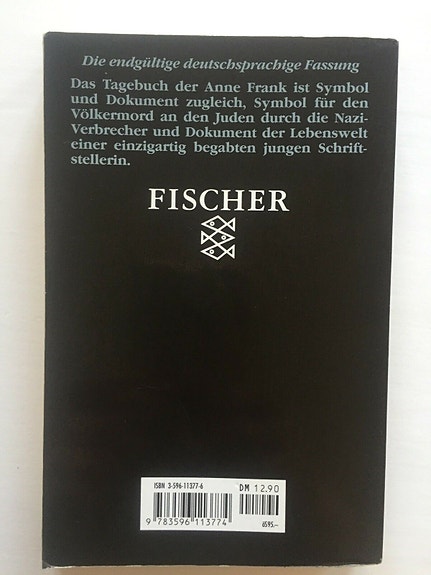 Die endgültige deutschsprachige Fassung
Das Tagebuch der Anne Frank ist Symbol
und Dokument zugleich, Symbol für den
Völkermord an den Juden durch die Nazi-
Verbrecher und Dokument der Lebenswelt
einer einzigartig begabten jungen Schrift-
stellerin.
FISCHER
ISBN 3-596-11377-6
DM 12.90
9 783596 113774
öS95.–